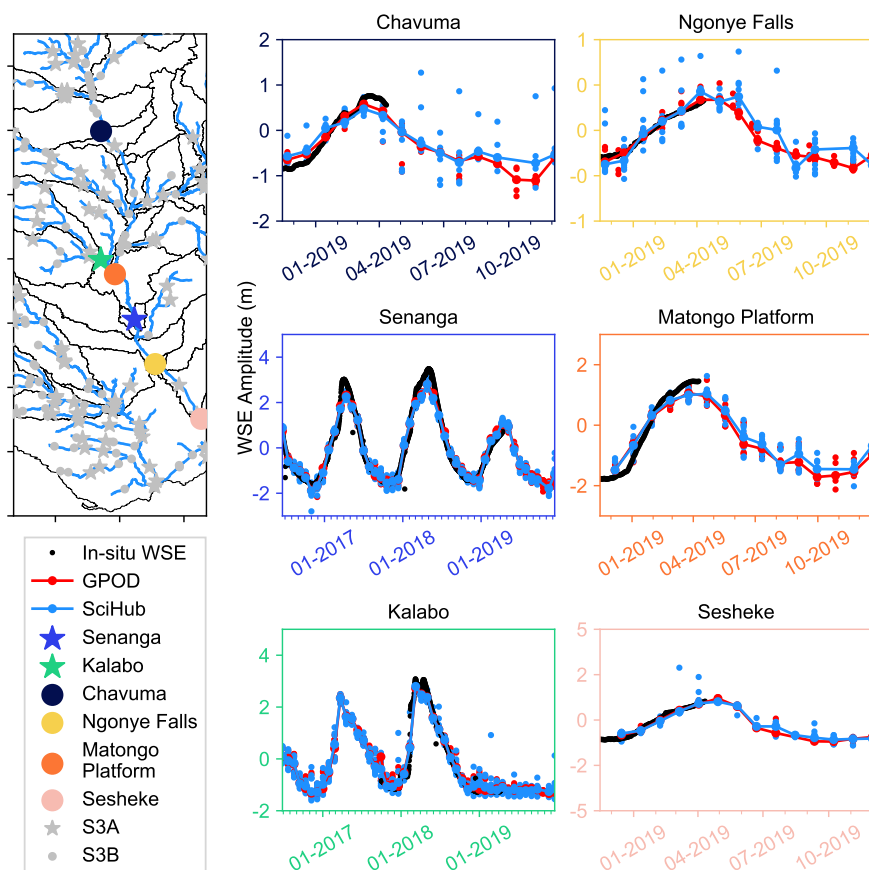 Chavuma
2
1
0
-1
-2
01-2019
04-2019
07-2019
10-2019
Ngonye Falls
1
0
0
-0
-1
01-2019
04-2019
07-2019
10-2019
WSE Amplitude (m)
Senanga
4
2
0
-2
01-2017
01-2018
01-2019
Matongo Platform
2
0
-2
01-2019
04-2019
07-2019
10-2019
Kalabo
4
2
0
-2
01-2017
01-2018
01-2019
Sesheke
5
2
0
-2
-5
01-2019
04-2019
07-2019
10-2019
In-situ WSE
GPOD
SciHub
Senanga
Kalabo
Chavuma
Ngonye Falls
Matongo
Platform
Sesheke
S3A
S3B